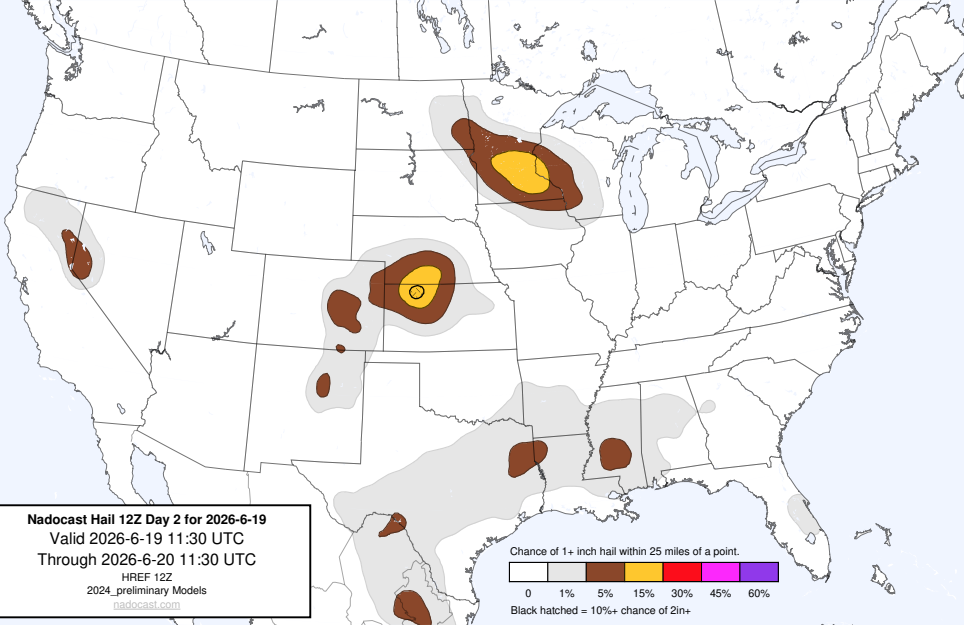 Nadocast Hail 12Z Day 2 for 2026-6-19
Valid 2026-6-19 11:30 UTC
Through 2026-6-20 11:30 UTC
HREF 12Z
2024_preliminary Models
nadocast.com
Chance of 1+ inch hail within 25 miles of a point.
0 1% 5% 15% 30% 45% 60%
Black hatched = 10%+ chance of 2in+